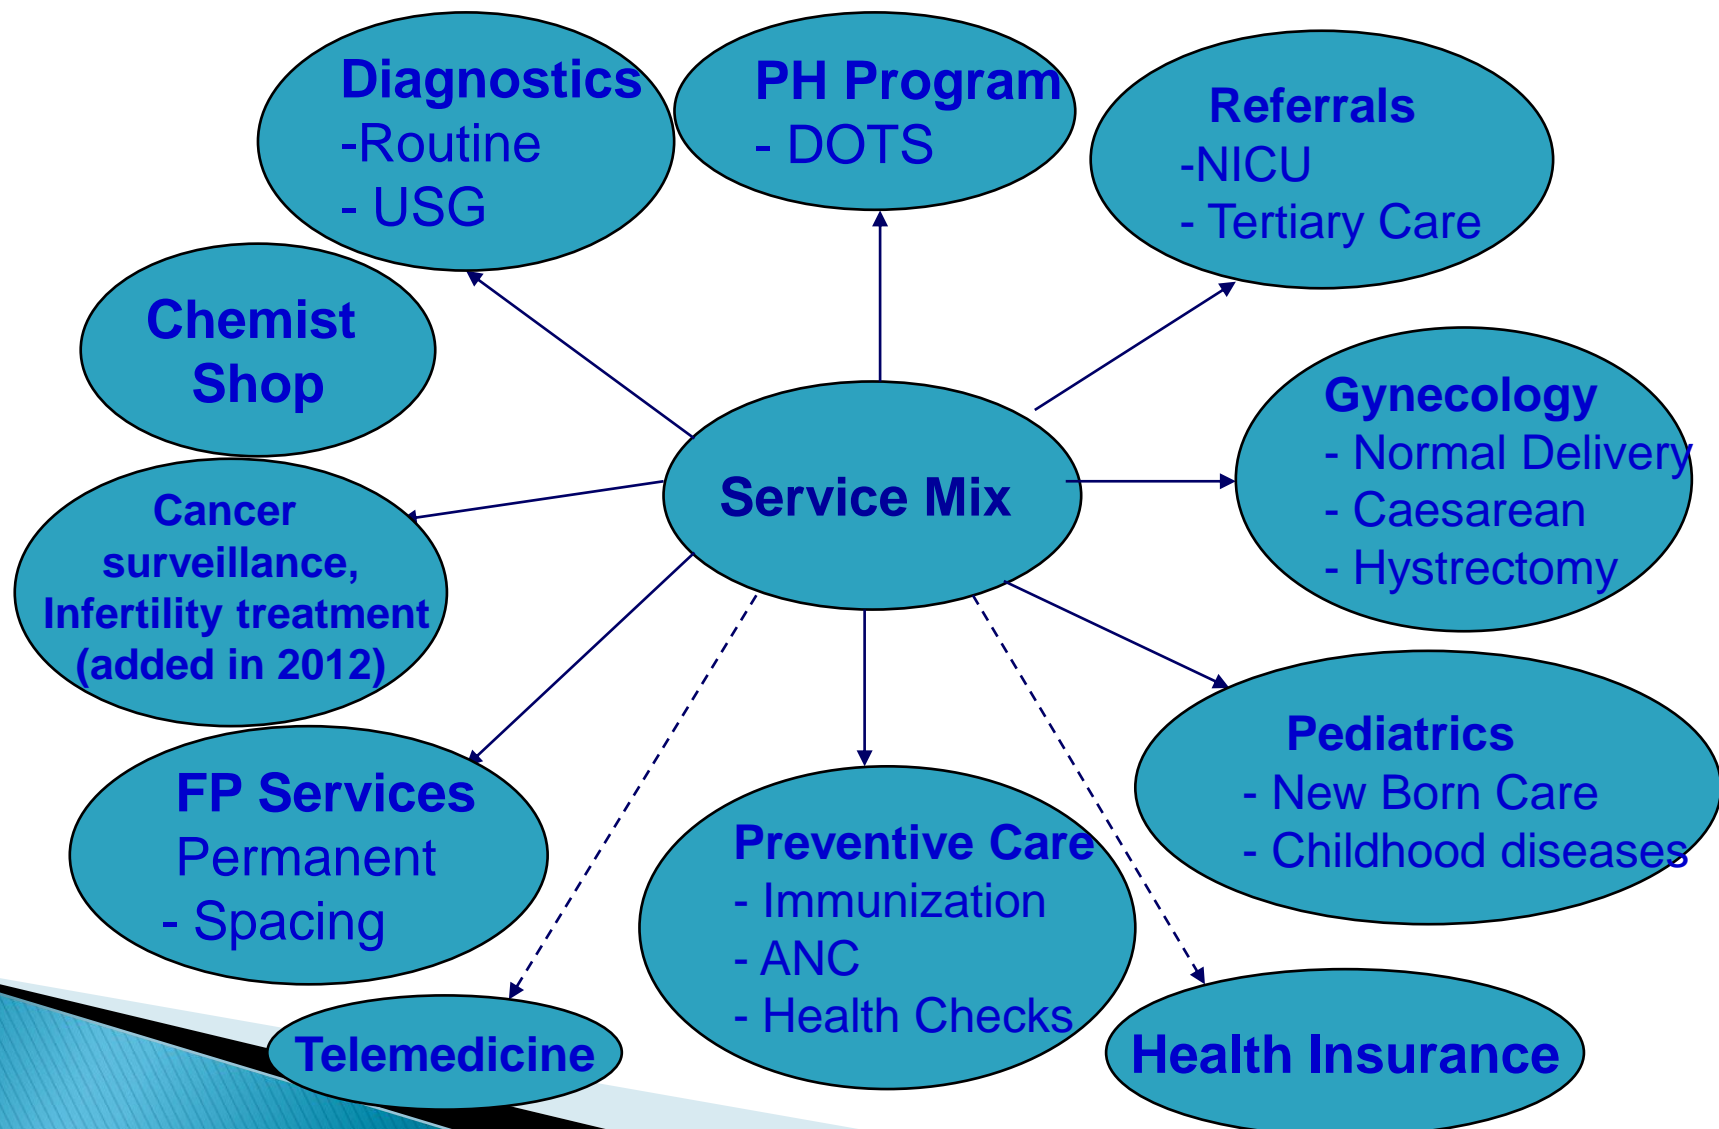 Diagnostics
-Routine
- USG
PH Program
- DOTS
Referrals
-NICU
- Tertiary Care
Chemist
Shop
Gynecology
- Normal Delivery
- Caesarean
- Hystrectomy
Service Mix
Cancer
surveillance,
Infertility treatment
(added in 2012)
Pediatrics
- New Born Care
- Childhood diseases
FP Services
Permanent
- Spacing
Preventive Care
- Immunization
- ANC
- Health Checks
Telemedicine
Health Insurance